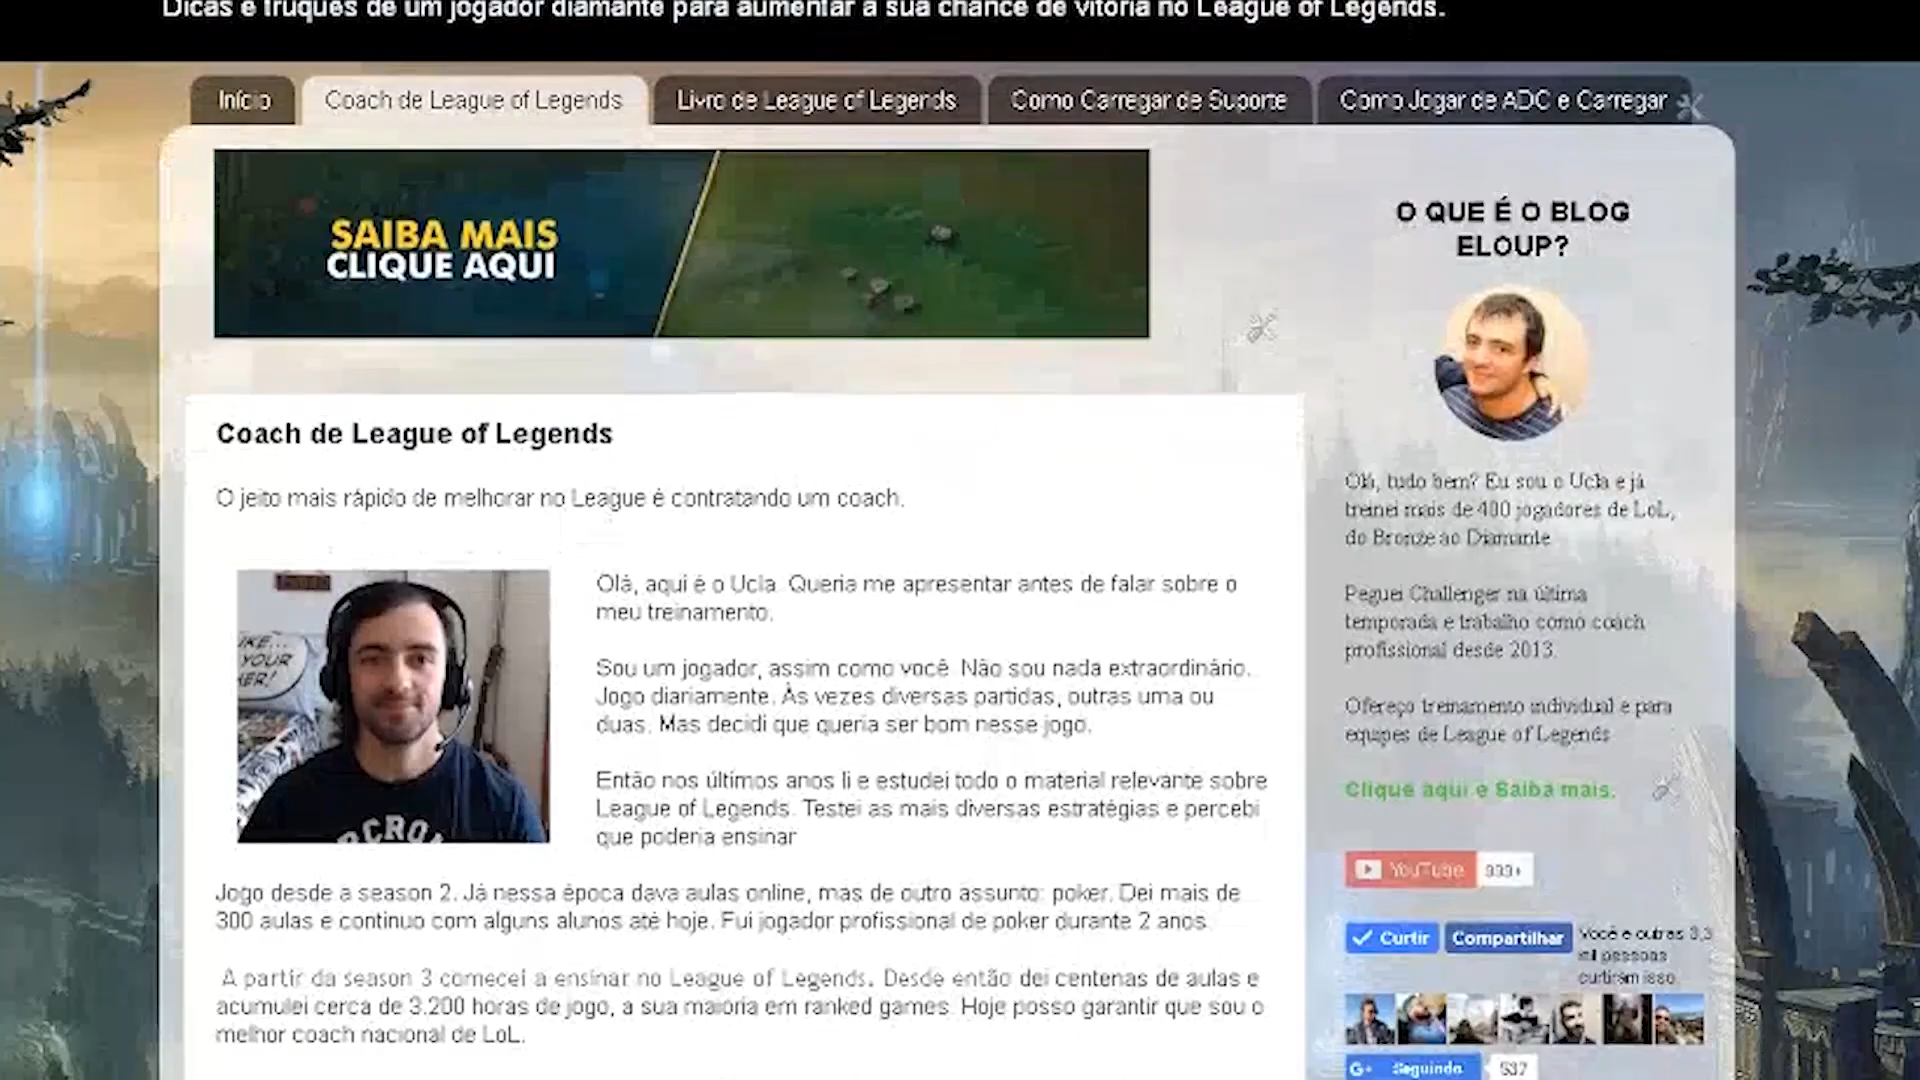 Dicas e truques de um jogador diamante para aumentar a sua chance de vitória no League of Legends.
Início
Coach de League of Legends
Livro de League of Legends
Como Carregar de Suporte
Como Jogar de ADC e Carregar
SAIBA MAIS
CLIQUE AQUI
Coach de League of Legends
O jeito mais rápido de melhorar no League é contratando um coach.
IKE...
YOUR
HER!
CRO
Olá, aqui é o Ucla. Queria me apresentar antes de falar sobre o
meu treinamento.
Sou um jogador, assim como você. Não sou nada extraordinário.
Jogo diariamente. Às vezes diversas partidas, outras uma ou
duas. Mas decidi que queria ser bom nesse jogo.
Então nos últimos anos li e estudei todo o material relevante sobre
League of Legends. Testei as mais diversas estratégias e percebi
que poderia ensinar
Jogo desde a season 2. Já nessa época dava aulas online, mas de outro assunto: poker. Dei mais de
300 aulas e continuo com alguns alunos até hoje. Fui jogador profissional de poker durante 2 anos.
A partir da season 3 comecei a ensinar no League of Legends. Desde então dei centenas de aulas e
acumulei cerca de 3.200 horas de jogo, a sua maioria em ranked games. Hoje posso garantir que sou o
melhor coach nacional de LoL.
O QUE É O BLOG
ELOUP?
Olá, tudo bem? Eu sou o Ucla e já
treinei mais de 400 jogadores de LoL,
do Bronze ao Diamante
Peguei Challenger na última
temporada e trabalho como coach
profissional desde 2013.
Ofereço treinamento individual e para
equipes de League of Legends
Clique aqui e Saiba mais.
YouTube 999+
Curtir Compartilhar
Você e outras 3,3
mil pessoas
curtiram isso.
G+ Seguindo 537